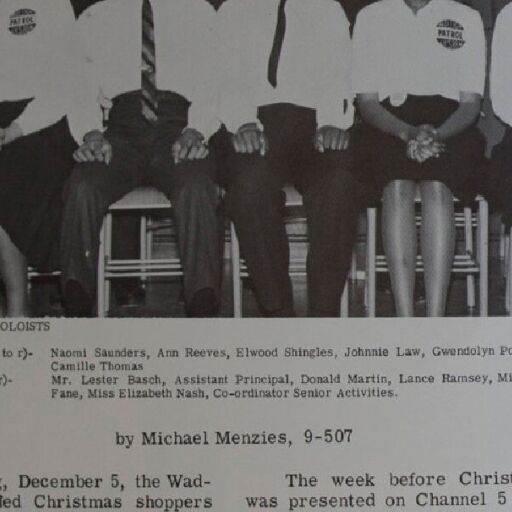 PATROL
PATROL
OLOISTS
to r)- Naomi Saunders, Ann Reeves, Elwood Shingles, Johnnie Law, Gwendolyn Po
Camille Thomas
r)- Mr. Lester Basch, Assistant Principal, Donald Martin, Lance Ramsey, Mi
Fane, Miss Elizabeth Nash, Co-ordinator Senior Activities.
by Michael Menzies, 9-507
g, December 5, the Wad-
led Christmas shoppers
The week before Christ
was presented on Channel 5